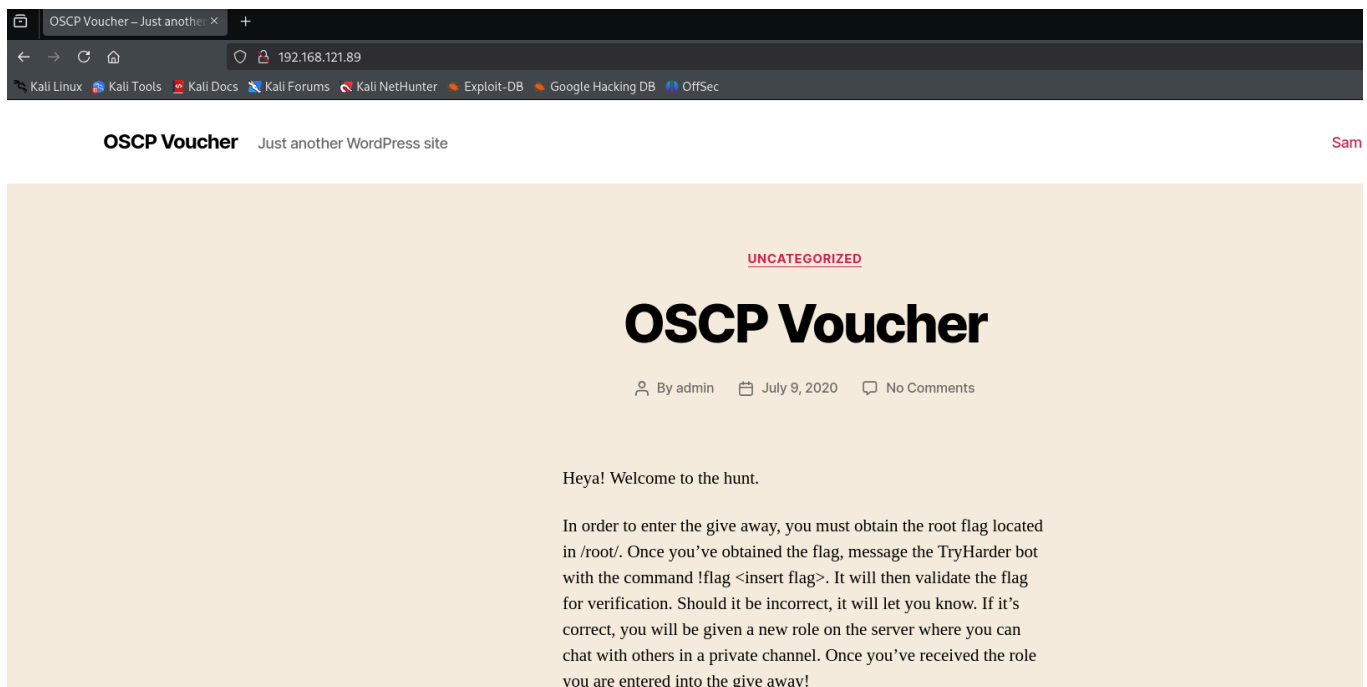 OSCP Voucher – Just another
192.168.121.89
Kali Linux Kali Tools Kali Docs Kali Forums Kali NetHunter Exploit-DB Google Hacking DB OffSec
OSCP Voucher Just another WordPress site Sam
UNCATEGORIZED
OSCP Voucher
By admin July 9, 2020 No Comments
Heya! Welcome to the hunt.
In order to enter the give away, you must obtain the root flag located
in /root/. Once you’ve obtained the flag, message the TryHarder bot
with the command !flag <insert flag>. It will then validate the flag
for verification. Should it be incorrect, it will let you know. If it’s
correct, you will be given a new role on the server where you can
chat with others in a private channel. Once you’ve received the role
you are entered into the give away!